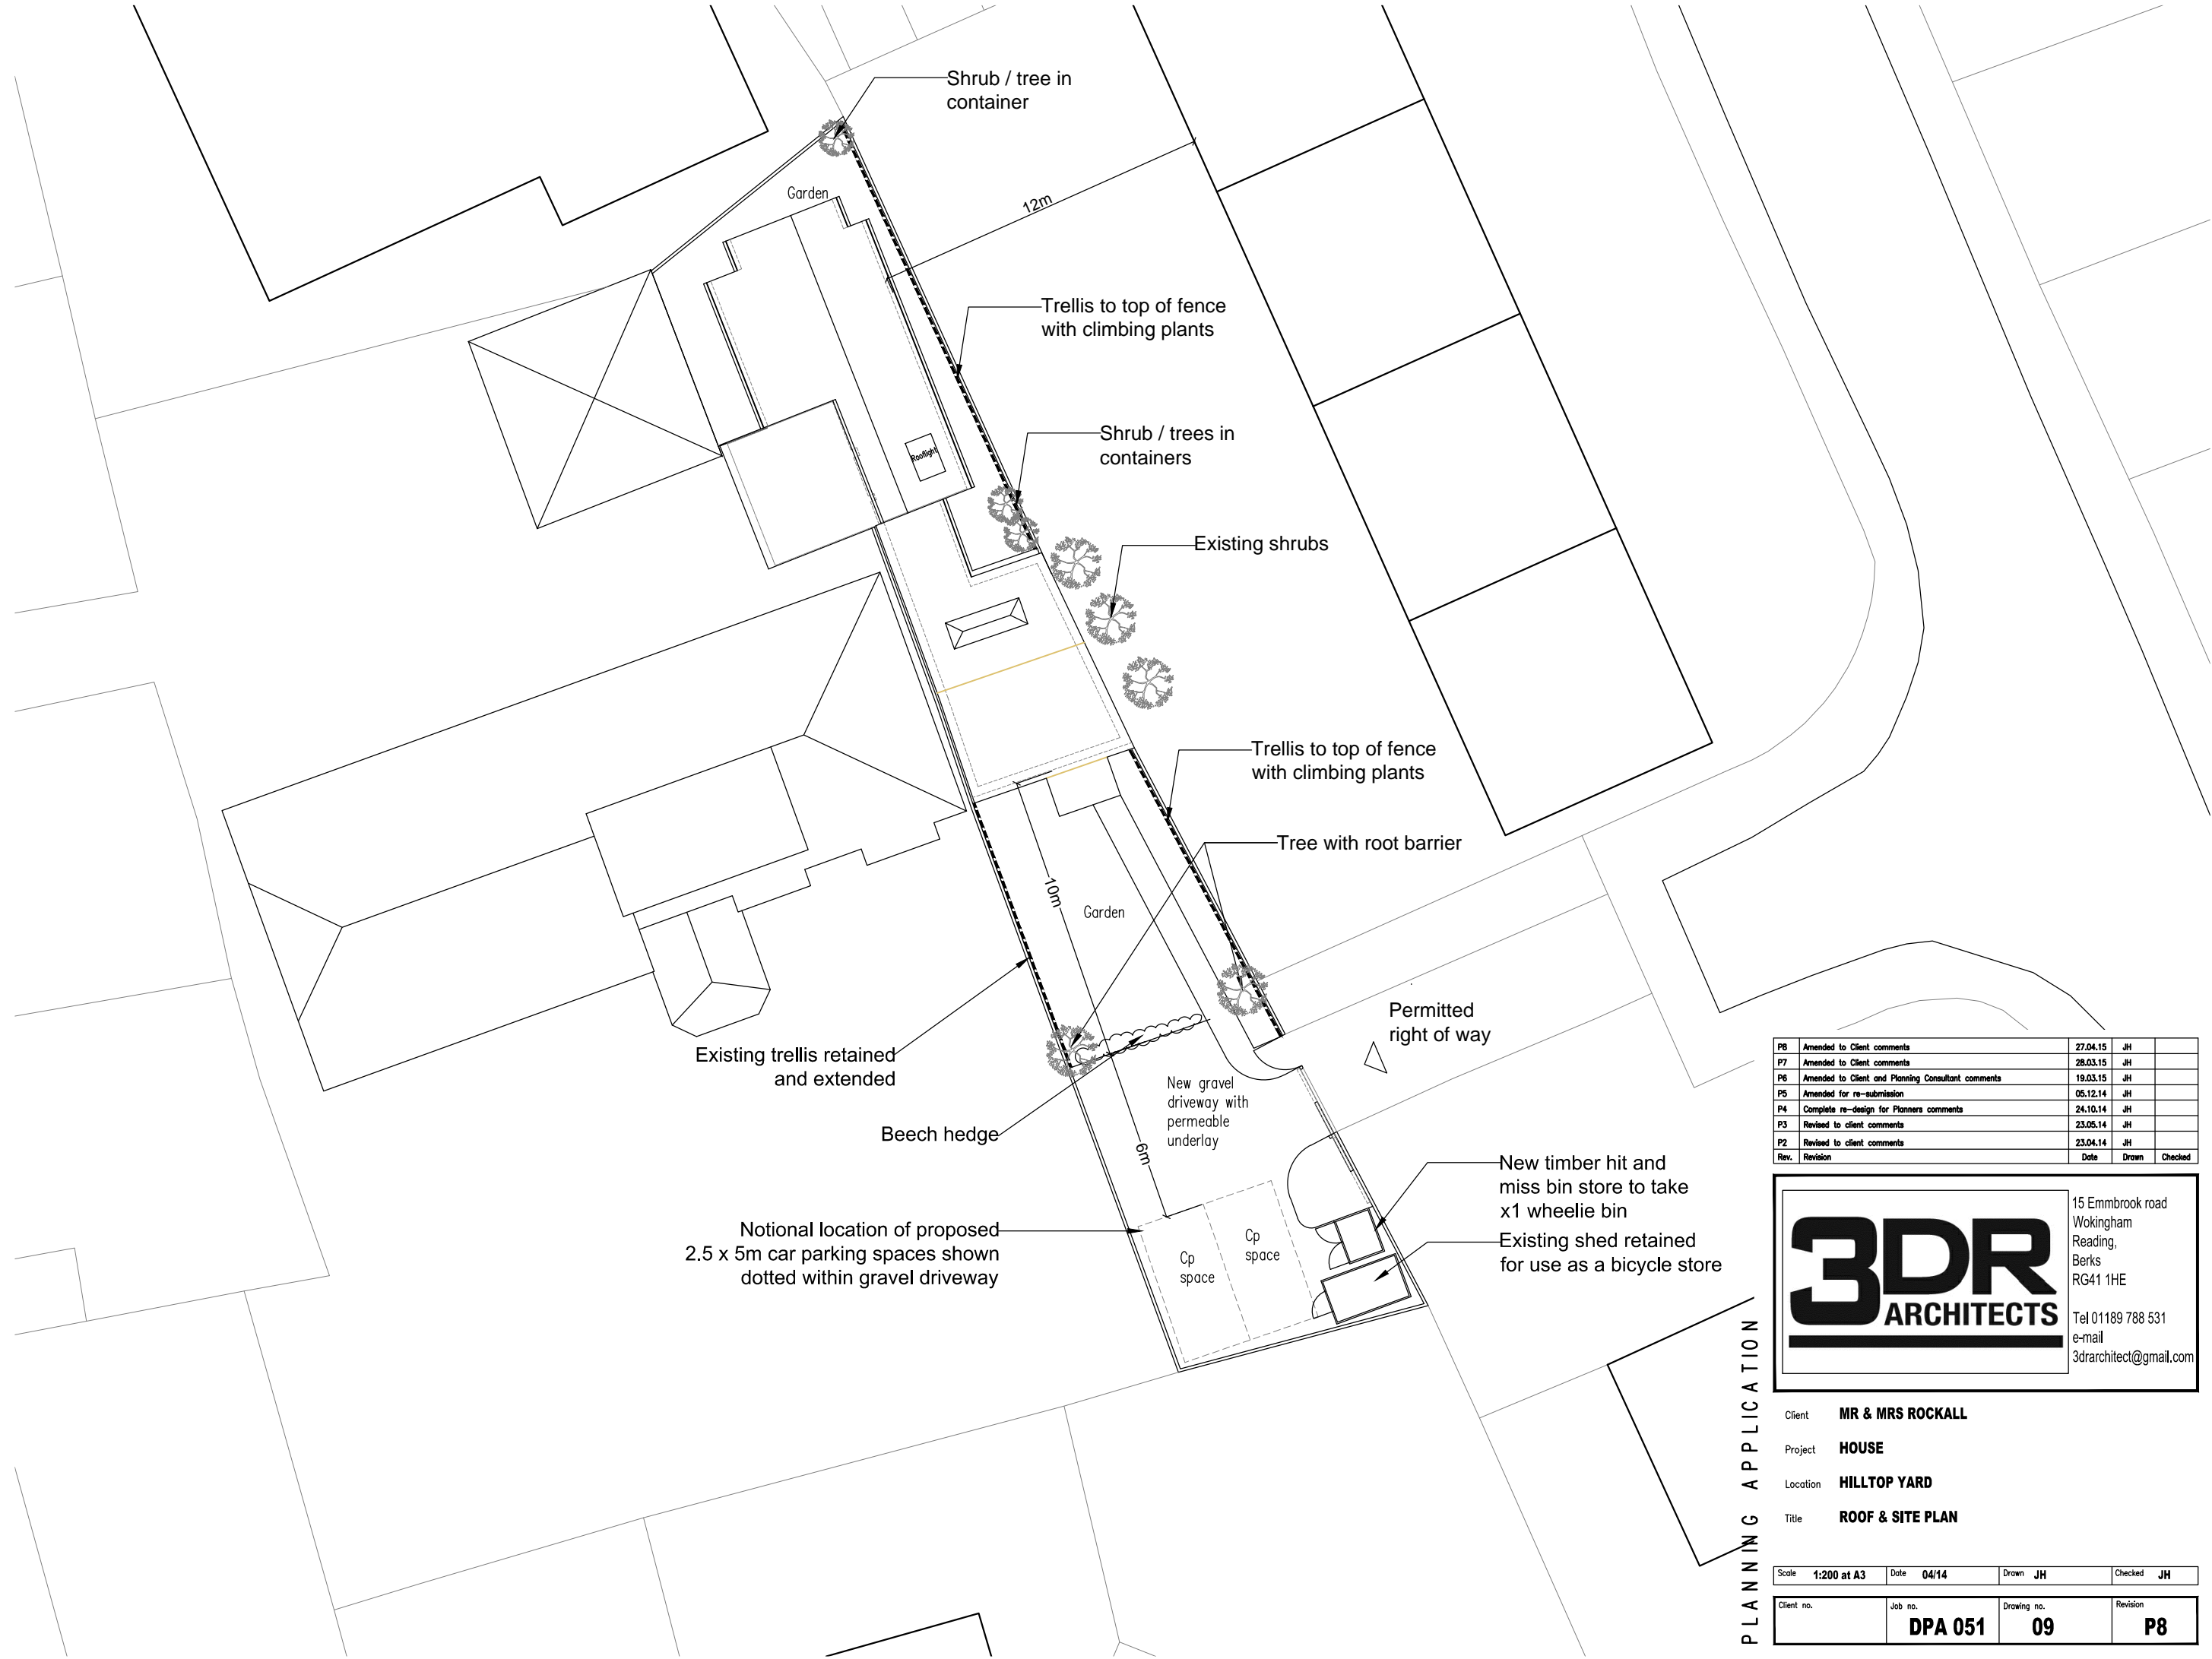 Shrub / tree in
container
Garden
12m
Trellis to top of fence
with climbing plants
Shrub / trees in
containers
Rooflight
Existing shrubs
Trellis to top of fence
with climbing plants
Tree with root barrier
10m
Garden
Permitted
right of way
Existing trellis retained
and extended
New gravel
driveway with
permeable
underlay
Beech hedge
6m
New timber hit and
miss bin store to take
x1 wheelie bin
Notional location of proposed
2.5 x 5m car parking spaces shown
dotted within gravel driveway
Cp
space
Cp
space
Existing shed retained
for use as a bicycle store
P8 Amended to Client comments 27.04.15 JH
P7 Amended to Client comments 28.03.15 JH
P6 Amended to Client and Planning Consultant comments 19.03.15 JH
P5 Amended for re-submission 05.12.14 JH
P4 Complete re-design for Planners comments 24.10.14 JH
P3 Revised to client comments 23.05.14 JH
P2 Revised to client comments 23.04.14 JH
Rev. Revision Date Drawn Checked
3DR
ARCHITECTS
15 Emmbrook road
Wokingham
Reading,
Berks
RG41 1HE
Tel 01189 788 531
e-mail
3drarchitect@gmail.com
PLANNING APPLICATION
Client MR & MRS ROCKALL
Project HOUSE
Location HILLTOP YARD
Title ROOF & SITE PLAN
Scale 1:200 at A3 Date 04/14 Drawn JH Checked JH
Client no. Job no. DPA 051 Drawing no. 09 Revision P8